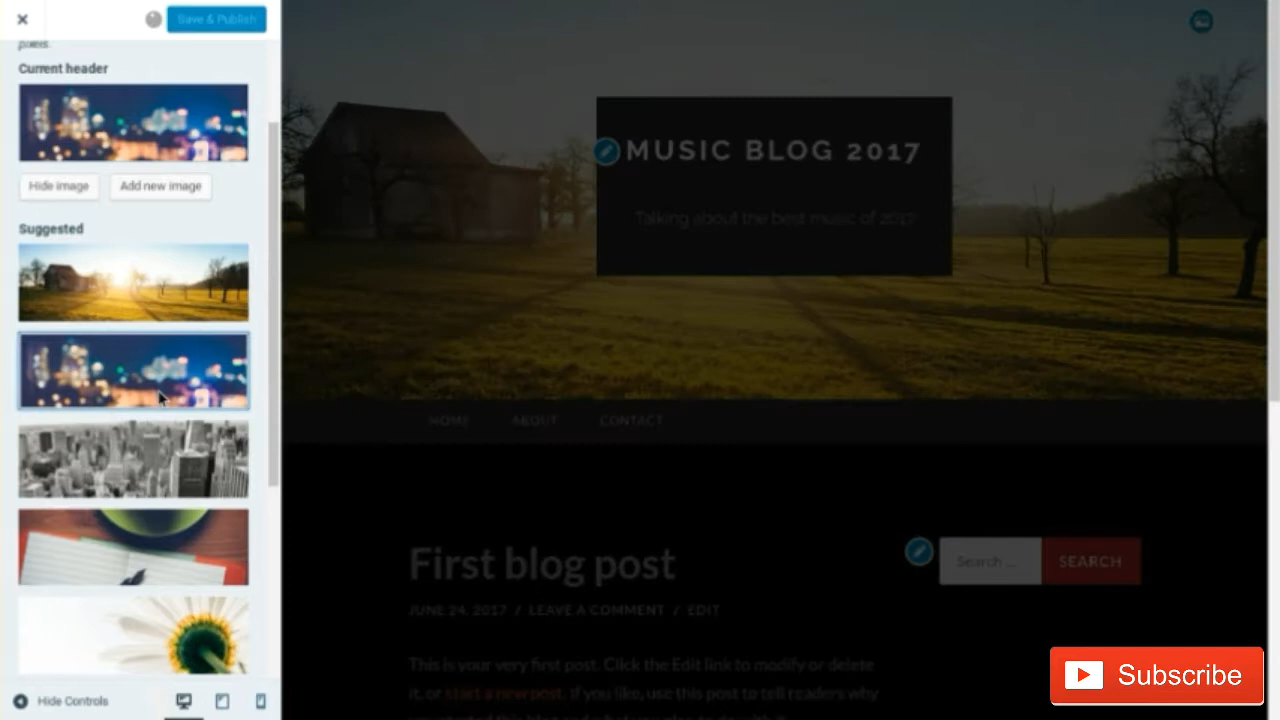 Save & Publish
pixels.
Current header
Hide image
Add new image
Suggested
Hide Controls
MUSIC BLOG 2017
Talking about the best music of 2017
HOME
ABOUT
CONTACT
First blog post
JUNE 24, 2017 / LEAVE A COMMENT / EDIT
This is your very first post. Click the Edit link to modify or delete
it, or start a new post. If you like, use this post to tell readers why
Search ...
SEARCH
Subscribe